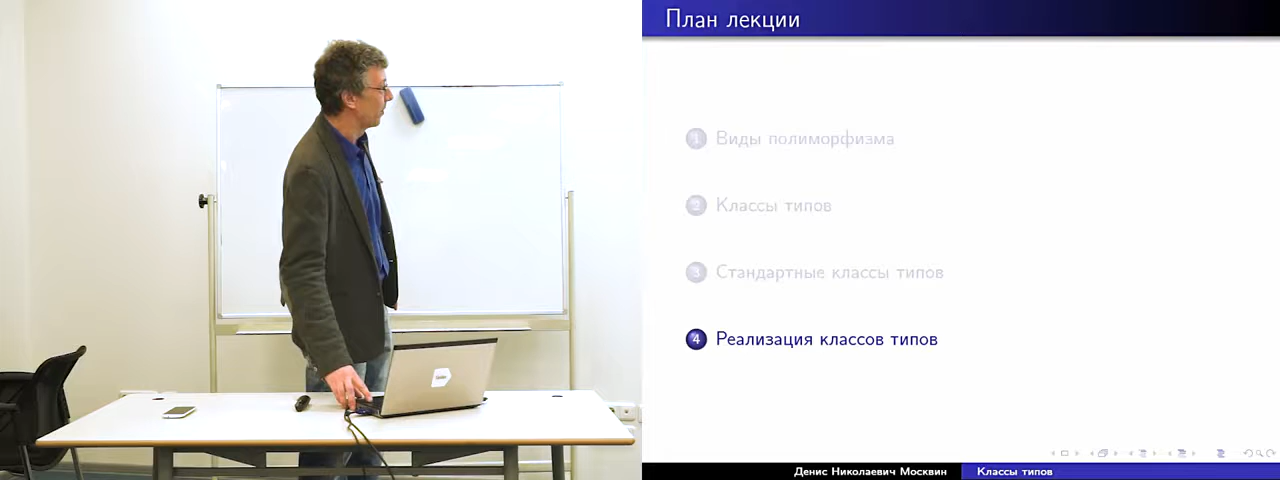 План лекции
1 Виды полиморфизма
2 Классы типов
3 Стандартные классы типов
4 Реализация классов типов
Денис Николаевич Москвин Классы типов